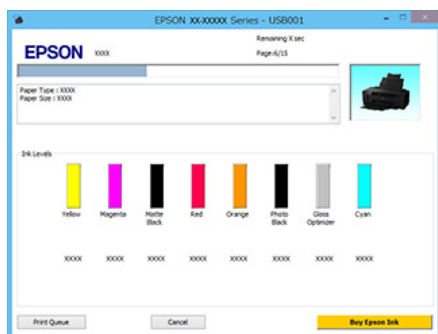 EPSON XX-XXXXX Series - USB001
EPSON XXXX
Remaining X sec
Page:6/15
Paper Type : XXXX
Paper Size : XXXX
Ink Levels
Yellow Magenta Matte Black Red Orange Photo Black Gloss Optimizer Cyan
XXXX XXXX XXXX XXXX XXXX XXXX XXXX XXXX
Print Queue Cancel Buy Epson Ink